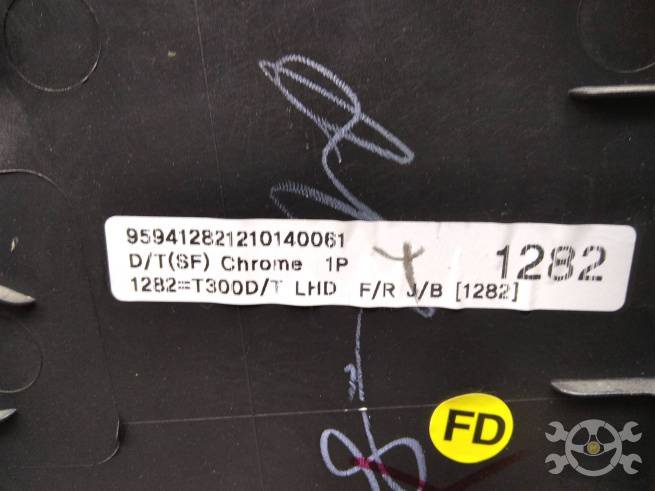 959412821210140061
D/T(SF) Chrome 1P
1282
1282=T300D/T LHD F/R J/B [1282]
FD